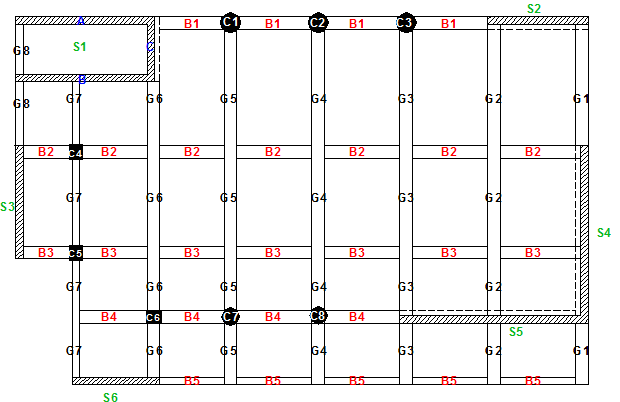 S2
A B1 C1 B1 C2 B1 C3 B1
S1 C
G8
B
G8 G7 G6 G5 G4 G3 G2 G1
B2 C4 B2 B2 B2 B2 B2 B2
S3 G7 G6 G5 G4 G3 G2
S4
B3 C5 B3 B3 B3 B3 B3 B3
G7 G6 G5 G4 G3 G2
B4 C6 B4 C7 B4 C8 B4
S5
G7 G6 G5 G4 G3 G2 G1
B5 B5 B5 B5 B5
S6